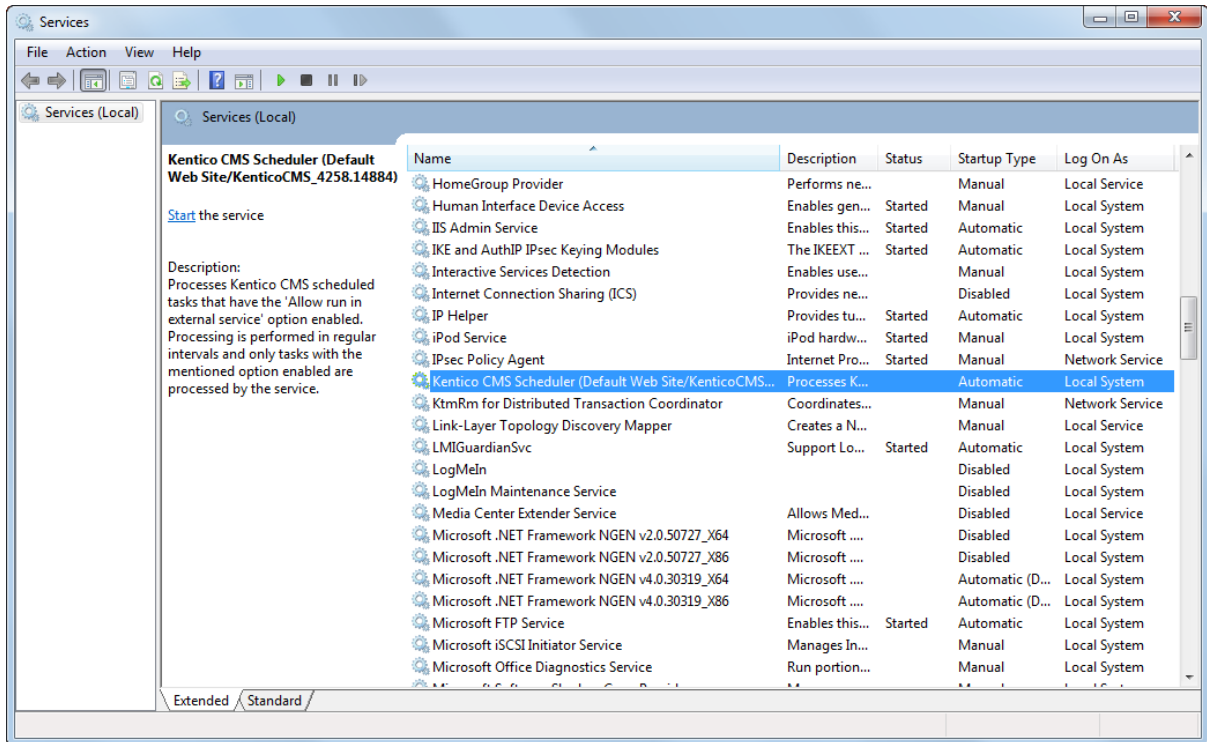 Services
File Action View Help
Services (Local)
Services (Local)
Kentico CMS Scheduler (Default
Web Site/KenticoCMS_4258.14884)
Start the service
Description:
Processes Kentico CMS scheduled
tasks that have the 'Allow run in
external service' option enabled.
Processing is performed in regular
intervals and only tasks with the
mentioned option enabled are
processed by the service.
Name Description Status Startup Type Log On As
HomeGroup Provider Performs ne... Manual Local Service
Human Interface Device Access Enables gen... Started Manual Local System
IIS Admin Service Enables this... Started Automatic Local System
IKE and AuthIP IPsec Keying Modules The IKEEXT ... Started Automatic Local System
Interactive Services Detection Enables use... Manual Local System
Internet Connection Sharing (ICS) Provides ne... Disabled Local System
IP Helper Provides tu... Started Automatic Local System
iPod Service iPod hardw... Started Manual Local System
IPsec Policy Agent Internet Pro... Started Manual Network Service
Kentico CMS Scheduler (Default Web Site/KenticoCMS... Processes K... Automatic Local System
KtmRm for Distributed Transaction Coordinator Coordinates... Manual Network Service
Link-Layer Topology Discovery Mapper Creates a N... Manual Local Service
LMIGuardianSvc Support Lo... Started Automatic Local System
LogMeIn Disabled Local System
LogMeIn Maintenance Service Disabled Local System
Media Center Extender Service Allows Med... Disabled Local Service
Microsoft .NET Framework NGEN v2.0.50727_X64 Microsoft .... Disabled Local System
Microsoft .NET Framework NGEN v2.0.50727_X86 Microsoft .... Disabled Local System
Microsoft .NET Framework NGEN v4.0.30319_X64 Microsoft .... Automatic (D... Local System
Microsoft .NET Framework NGEN v4.0.30319_X86 Microsoft .... Automatic (D... Local System
Microsoft FTP Service Enables this... Started Automatic Local System
Microsoft iSCSI Initiator Service Manages In... Manual Local System
Microsoft Office Diagnostics Service Run portion... Manual Local System
Extended Standard